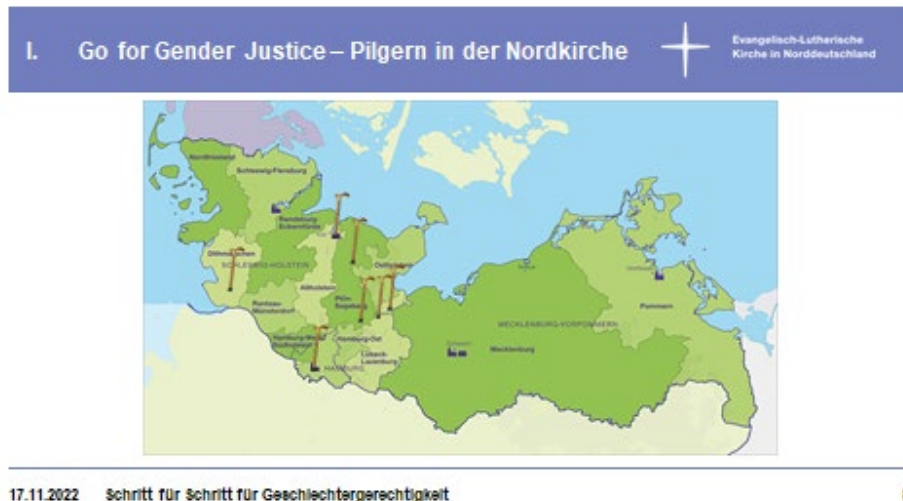 I. Go for Gender Justice – Pilgern in der Nordkirche
Evangelisch-Lutherische
Kirche in Norddeutschland
Nordfriesland
Schleswig-Flensburg
Rendsburg-
Eckernförde
Dithmarschen
SCHLESWIG-HOLSTEIN
Ostholstein
Altholstein
Plön-
Segeberg
Rantzau-
Münsterdorf
Hamburg-West/
Hamburg-Ost
HAMBURG
Lübeck-
Lauenburg
Schwerin
Mecklenburg
MECKLENBURG-VORPOMMERN
Pommern
17.11.2022 Schritt für Schritt für Geschlechtergerechtigkeit